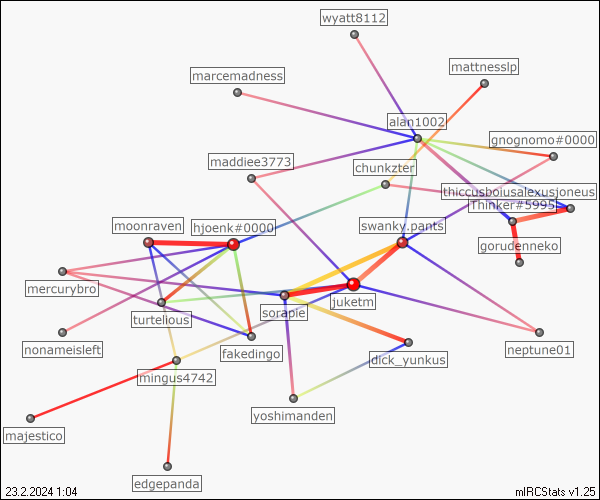 wyatt8112
mattnesslp
marcemadness
alan1002
gnognomo#0000
maddiee3773
chunkzter
thiccusboiusalexusjoneus
Thinker#5995
moonraven
hjoenk#0000
swanky.pants
gorudenneko
mercurybro
turtelious
sorapie
juketm
nonameisleft
fakedingo
dick_yunkus
neptune01
mingus4742
yoshimanden
majestico
edgepanda
23.2.2024 1:04
mIRCStats v1.25